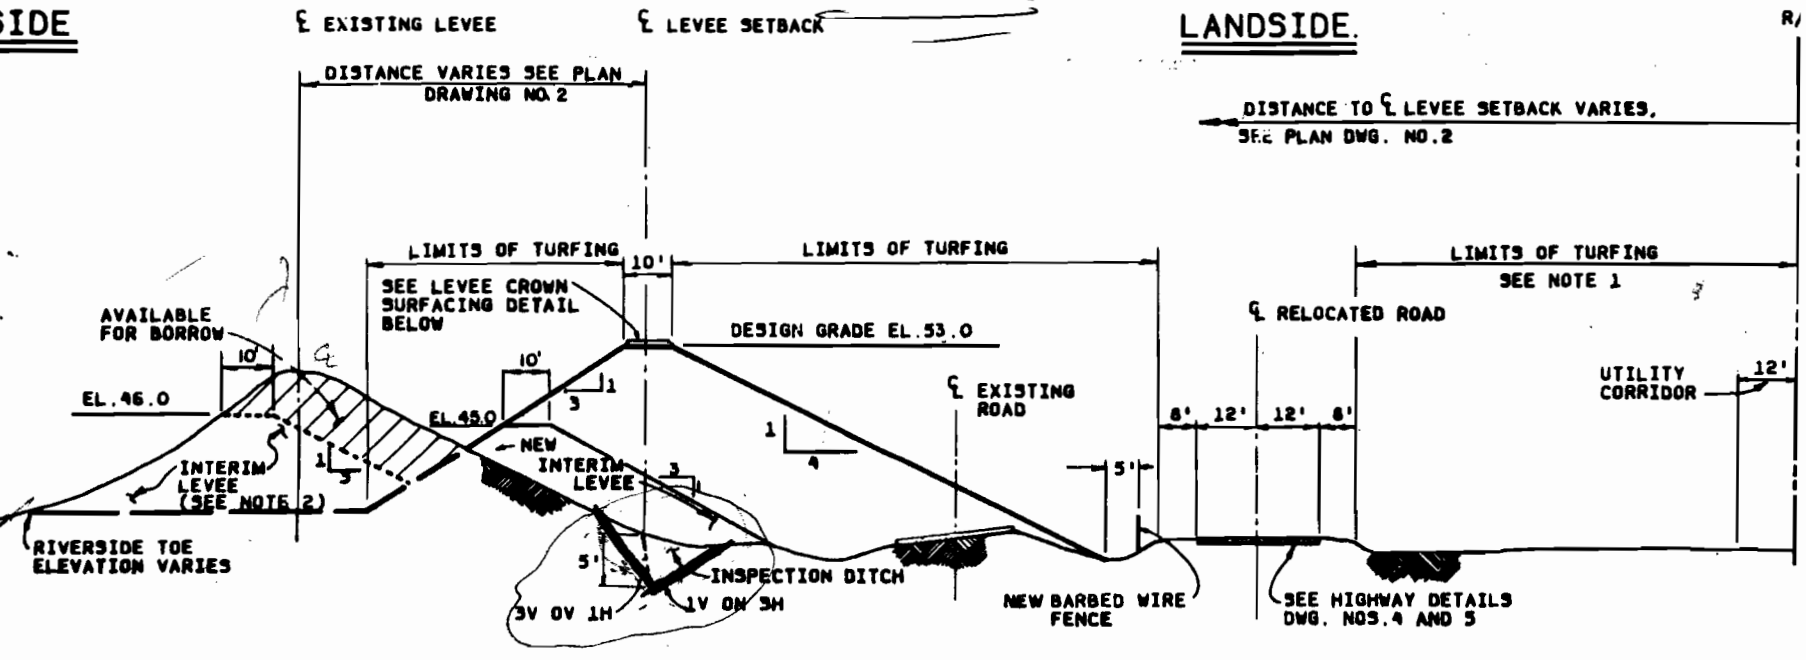 SIDE
℄ EXISTING LEVEE
℄ LEVEE SETBACK
LANDSIDE.
R/
DISTANCE VARIES SEE PLAN
DRAWING NO. 2
DISTANCE TO ℄ LEVEE SETBACK VARIES,
SEE PLAN DWG. NO.2
LIMITS OF TURFING
10'
LIMITS OF TURFING
LIMITS OF TURFING
SEE NOTE 1
SEE LEVEE CROWN
SURFACING DETAIL
BELOW
AVAILABLE
FOR BORROW
10'
℄
DESIGN GRADE EL.53.0
℄ RELOCATED ROAD
10'
1
3
EL.46.0
EL.45.0
℄ EXISTING
ROAD
UTILITY
CORRIDOR
12'
8'
12'
12'
8'
1
4
NEW
INTERIM
LEVEE
3
1
INTERIM
LEVEE
(SEE NOTE 2)
1
3
5'
RIVERSIDE TOE
ELEVATION VARIES
5'
INSPECTION DITCH
3V OV 1H
1V ON 3H
NEW BARBED WIRE
FENCE
SEE HIGHWAY DETAILS
DWG. NOS.4 AND 5